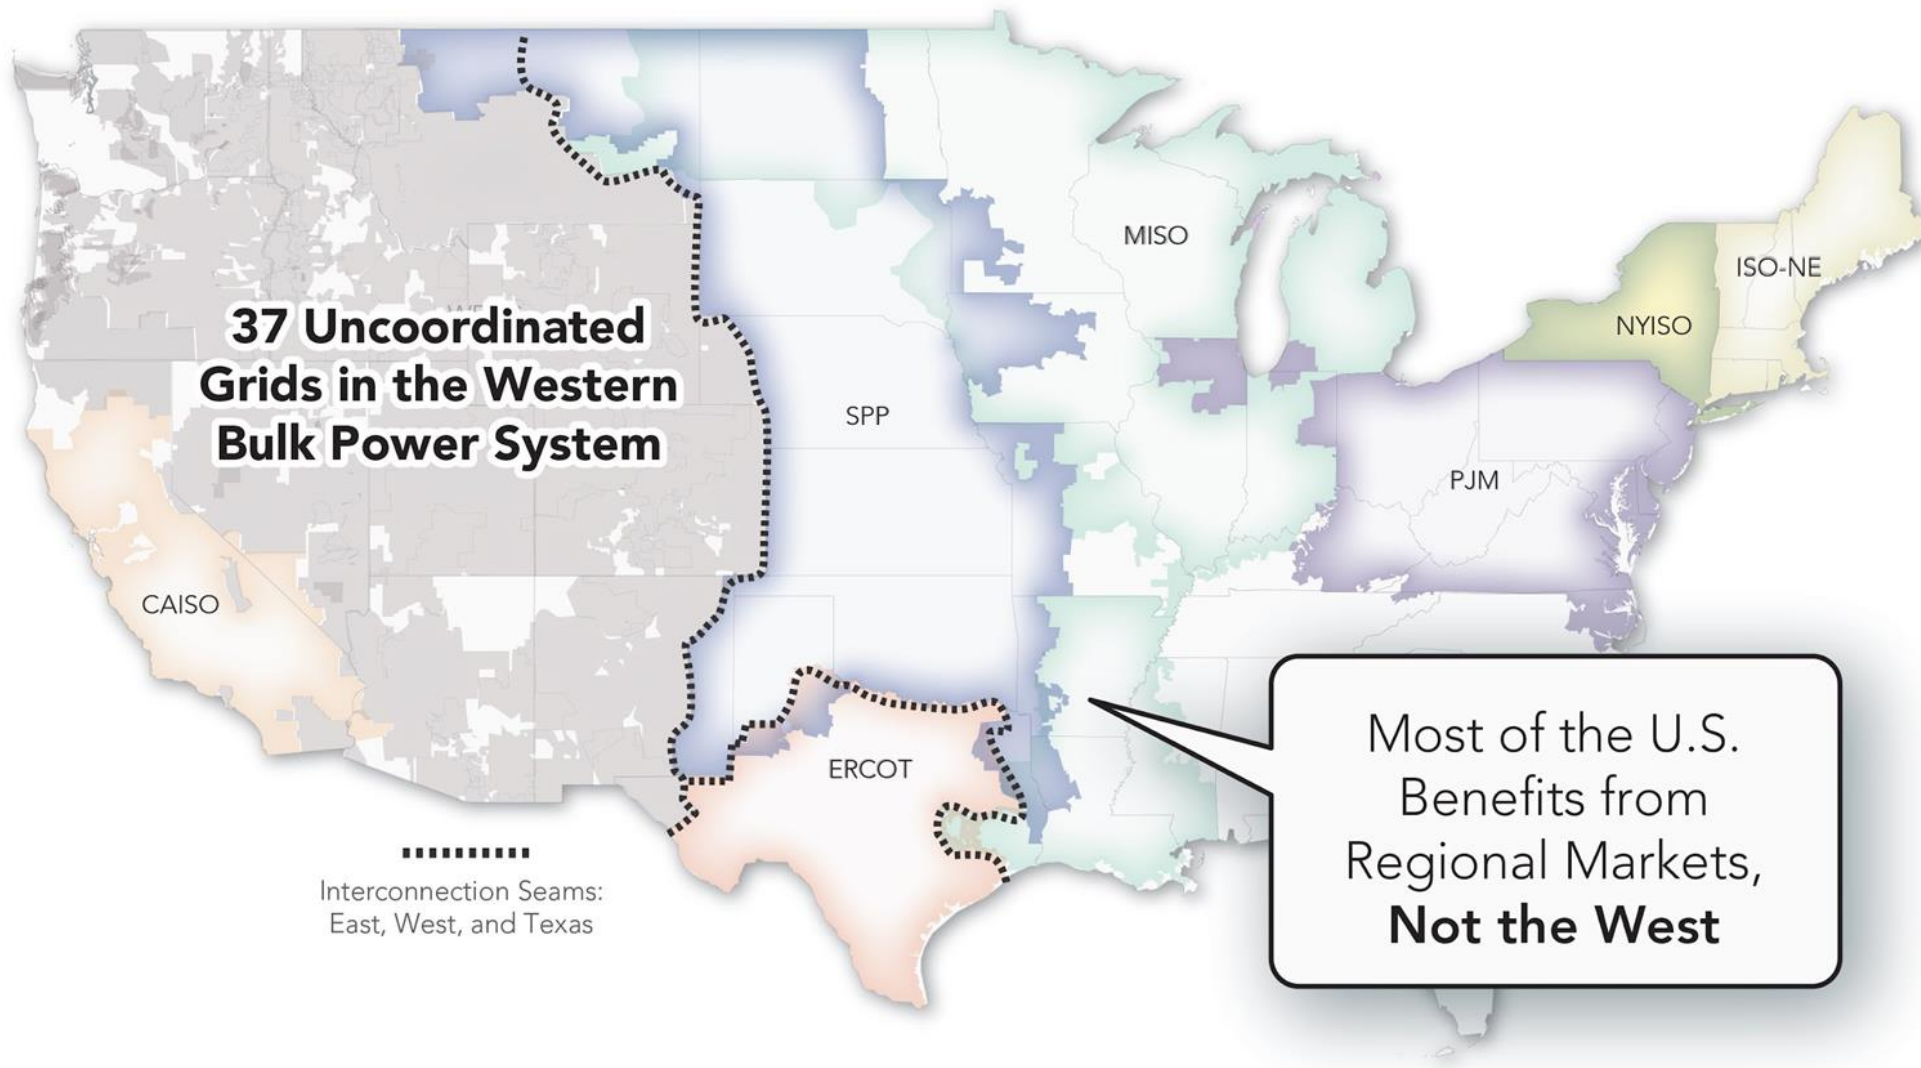 MISO
ISO-NE
NYISO
37 Uncoordinated
Grids in the Western
Bulk Power System
SPP
PJM
CAISO
ERCOT
Most of the U.S.
Benefits from
Regional Markets,
Not the West
Interconnection Seams:
East, West, and Texas